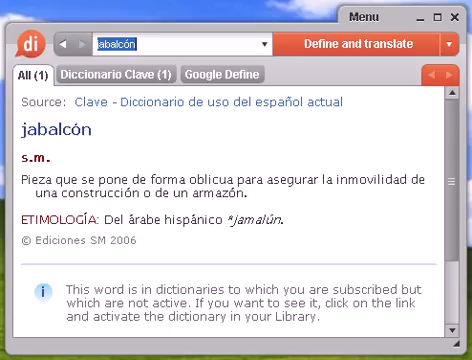 Menu
di
jabalcón
Define and translate
All (1)
Diccionario Clave (1)
Google Define
Source: Clave - Diccionario de uso del español actual
jabalcón
s.m.
Pieza que se pone de forma oblicua para asegurar la inmovilidad de
una construcción o de un armazón.
ETIMOLOGÍA: Del árabe hispánico *jamalún.
© Ediciones SM 2006
i
This word is in dictionaries to which you are subscribed but
which are not active. If you want to see it, click on the link
and activate the dictionary in your Library.